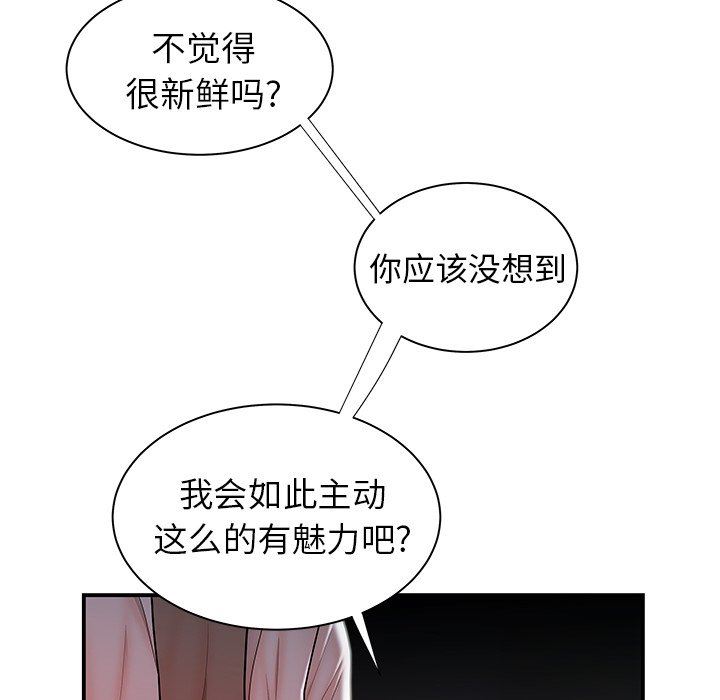 不觉得
很新鲜吗?
你应该没想到
我会如此主动
这么的有魅力吧?